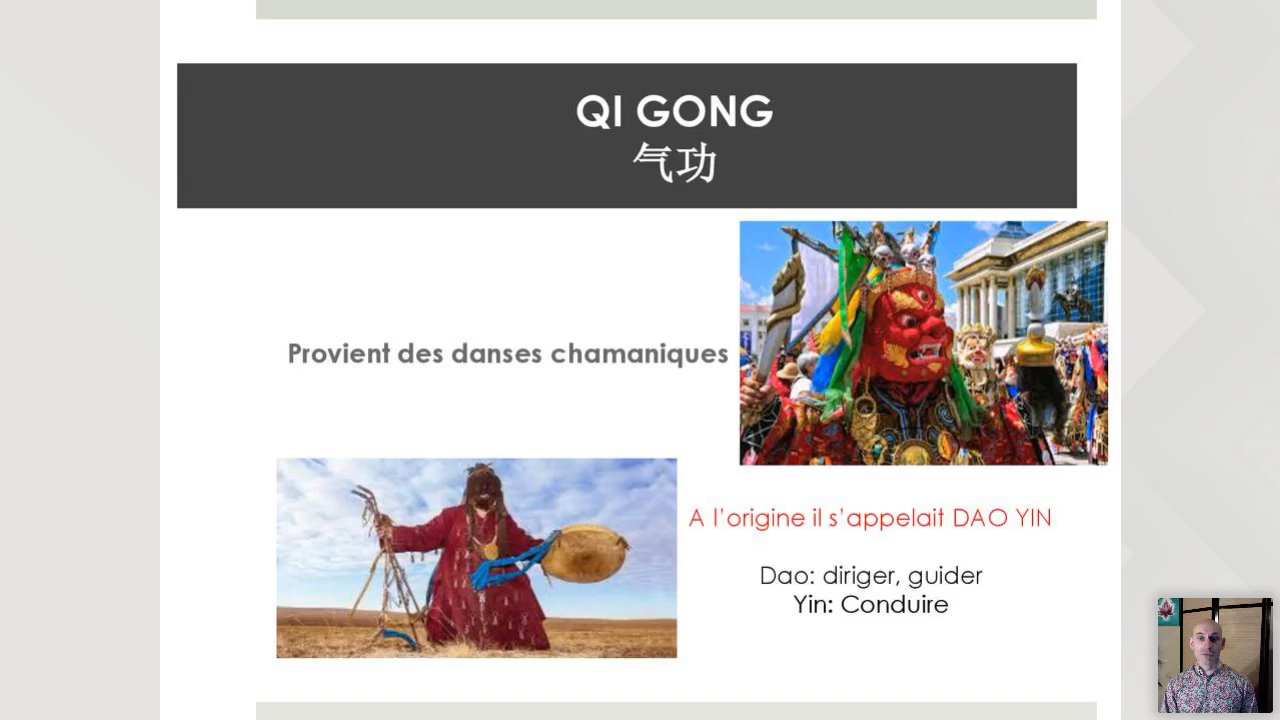 QI GONG
气功
Provient des danses chamaniques
A l'origine il s'appelait DAO YIN
Dao: diriger, guider
Yin: Conduire